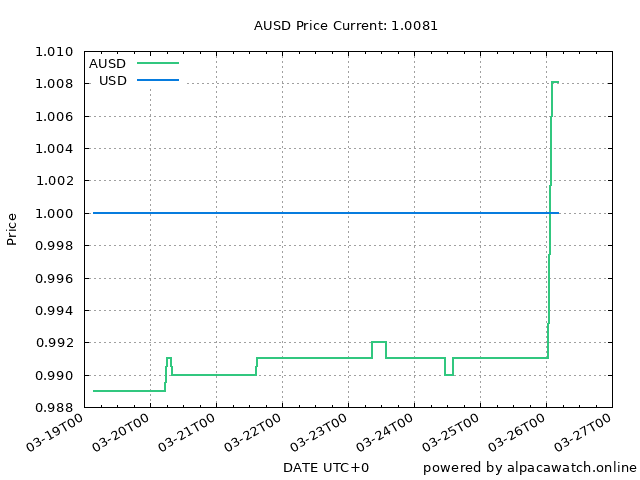 AUSD Price Current: 1.0081
1.010
1.008
1.006
1.004
1.002
1.000
0.998
0.996
0.994
0.992
0.990
0.988
Price
AUSD
USD
03-19T00
03-20T00
03-21T00
03-22T00
03-23T00
03-24T00
03-25T00
03-26T00
03-27T00
DATE UTC+0
powered by alpacawatch.online